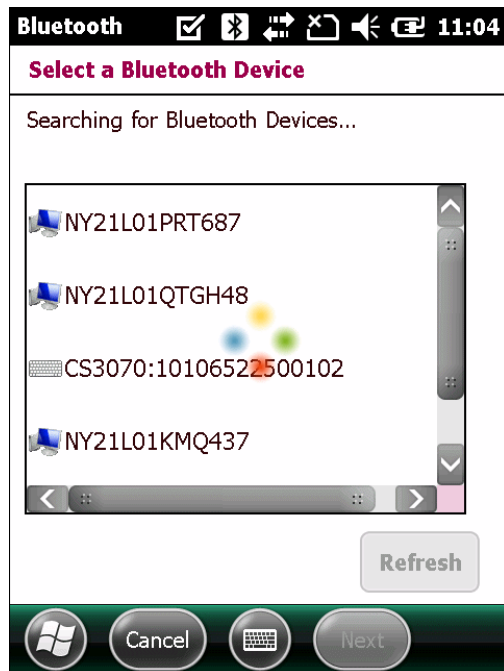 Bluetooth 11:04
Select a Bluetooth Device
Searching for Bluetooth Devices...
NY21L01PRT687
NY21L01QTGH48
CS3070:10106522500102
NY21L01KMQ437
Refresh
Cancel Next